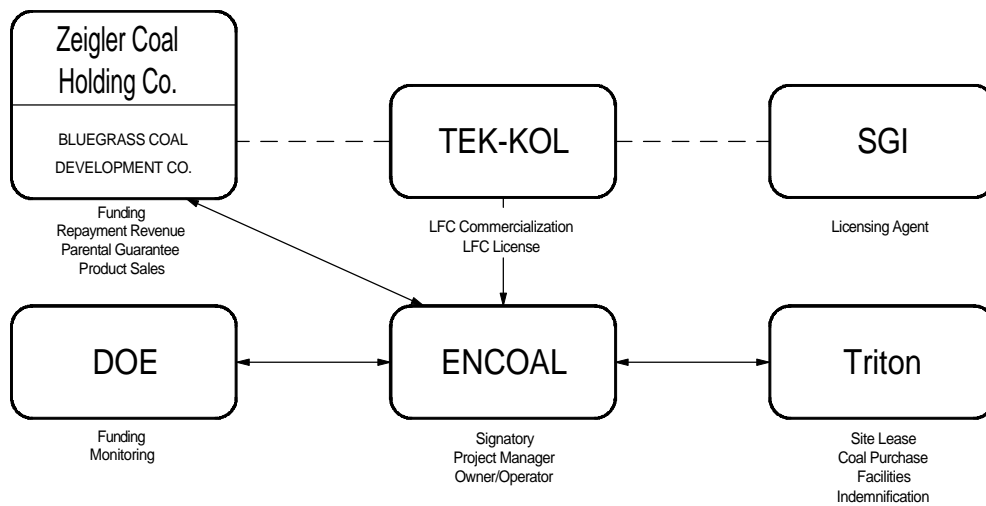 Zeigler Coal
Holding Co.
BLUEGRASS COAL
DEVELOPMENT CO.
Funding
Repayment Revenue
Parental Guarantee
Product Sales
TEK-KOL
LFC Commercialization
LFC License
SGI
Licensing Agent
DOE
Funding
Monitoring
ENCOAL
Signatory
Project Manager
Owner/Operator
Triton
Site Lease
Coal Purchase
Facilities
Indemnification